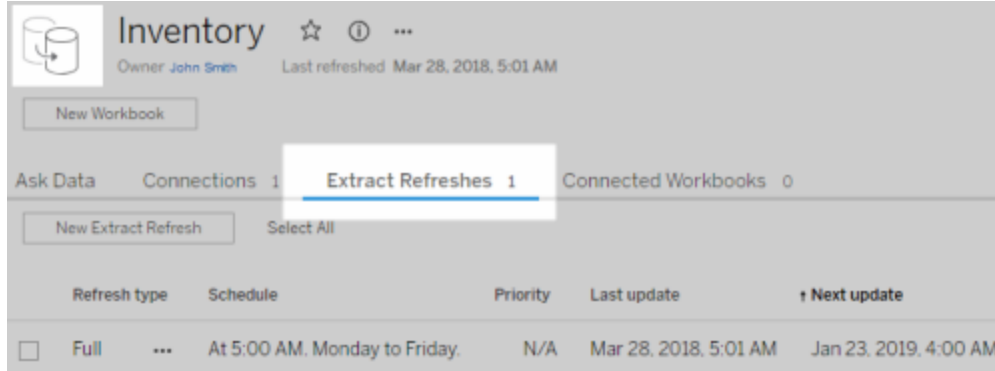 Inventory ...
Owner John Smith Last refreshed Mar 28, 2018, 5:01 AM
New Workbook
Ask Data Connections 1 Extract Refreshes 1 Connected Workbooks 0
New Extract Refresh Select All
Refresh type Schedule Priority Last update ↑ Next update
Full ... At 5:00 AM. Monday to Friday. N/A Mar 28, 2018, 5:01 AM Jan 23, 2019, 4:00 AM